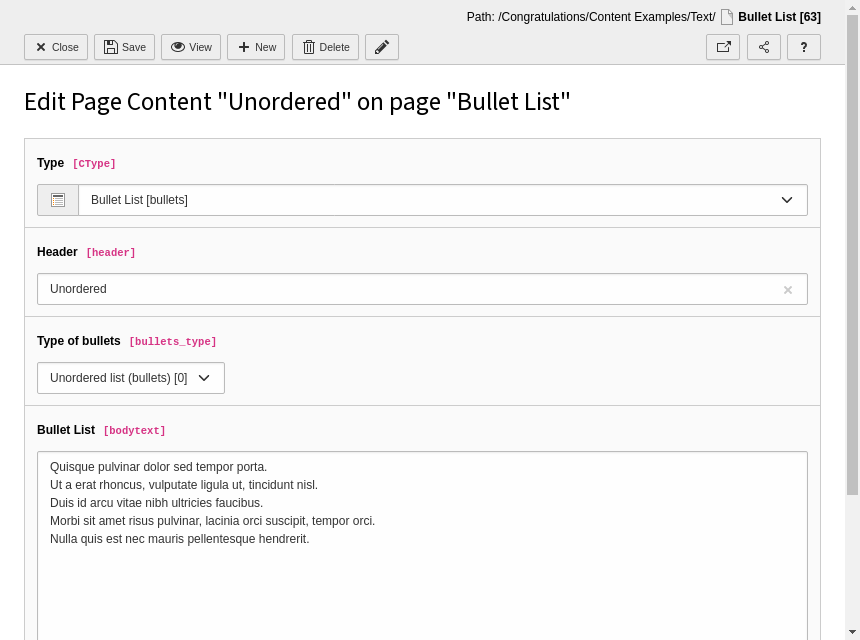 Path: /Congratulations/Content Examples/Text/ Bullet List [63]
Close Save View New Delete ?
Edit Page Content "Unordered" on page "Bullet List"
Type [CType]
Bullet List [bullets]
Header [header]
Unordered
Type of bullets [bullets_type]
Unordered list (bullets) [0]
Bullet List [bodytext]
Quisque pulvinar dolor sed tempor porta.
Ut a erat rhoncus, vulputate ligula ut, tincidunt nisl.
Duis id arcu vitae nibh ultricies faucibus.
Morbi sit amet risus pulvinar, lacinia orci suscipit, tempor orci.
Nulla quis est nec mauris pellentesque hendrerit.